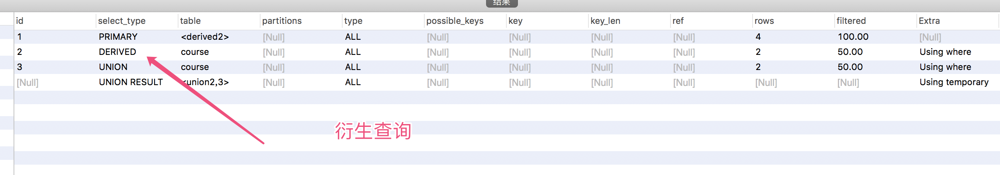 结果
id select_type table partitions type possible_keys key key_len ref rows filtered Extra
1 PRIMARY <derived2> [Null] ALL [Null] [Null] [Null] [Null] 4 100.00 [Null]
2 DERIVED course [Null] ALL [Null] [Null] [Null] [Null] 2 50.00 Using where
3 UNION course [Null] ALL [Null] [Null] [Null] [Null] 2 50.00 Using where
[Null] UNION RESULT <union2,3> [Null] ALL [Null] [Null] [Null] [Null] [Null] [Null] Using temporary
衍生查询